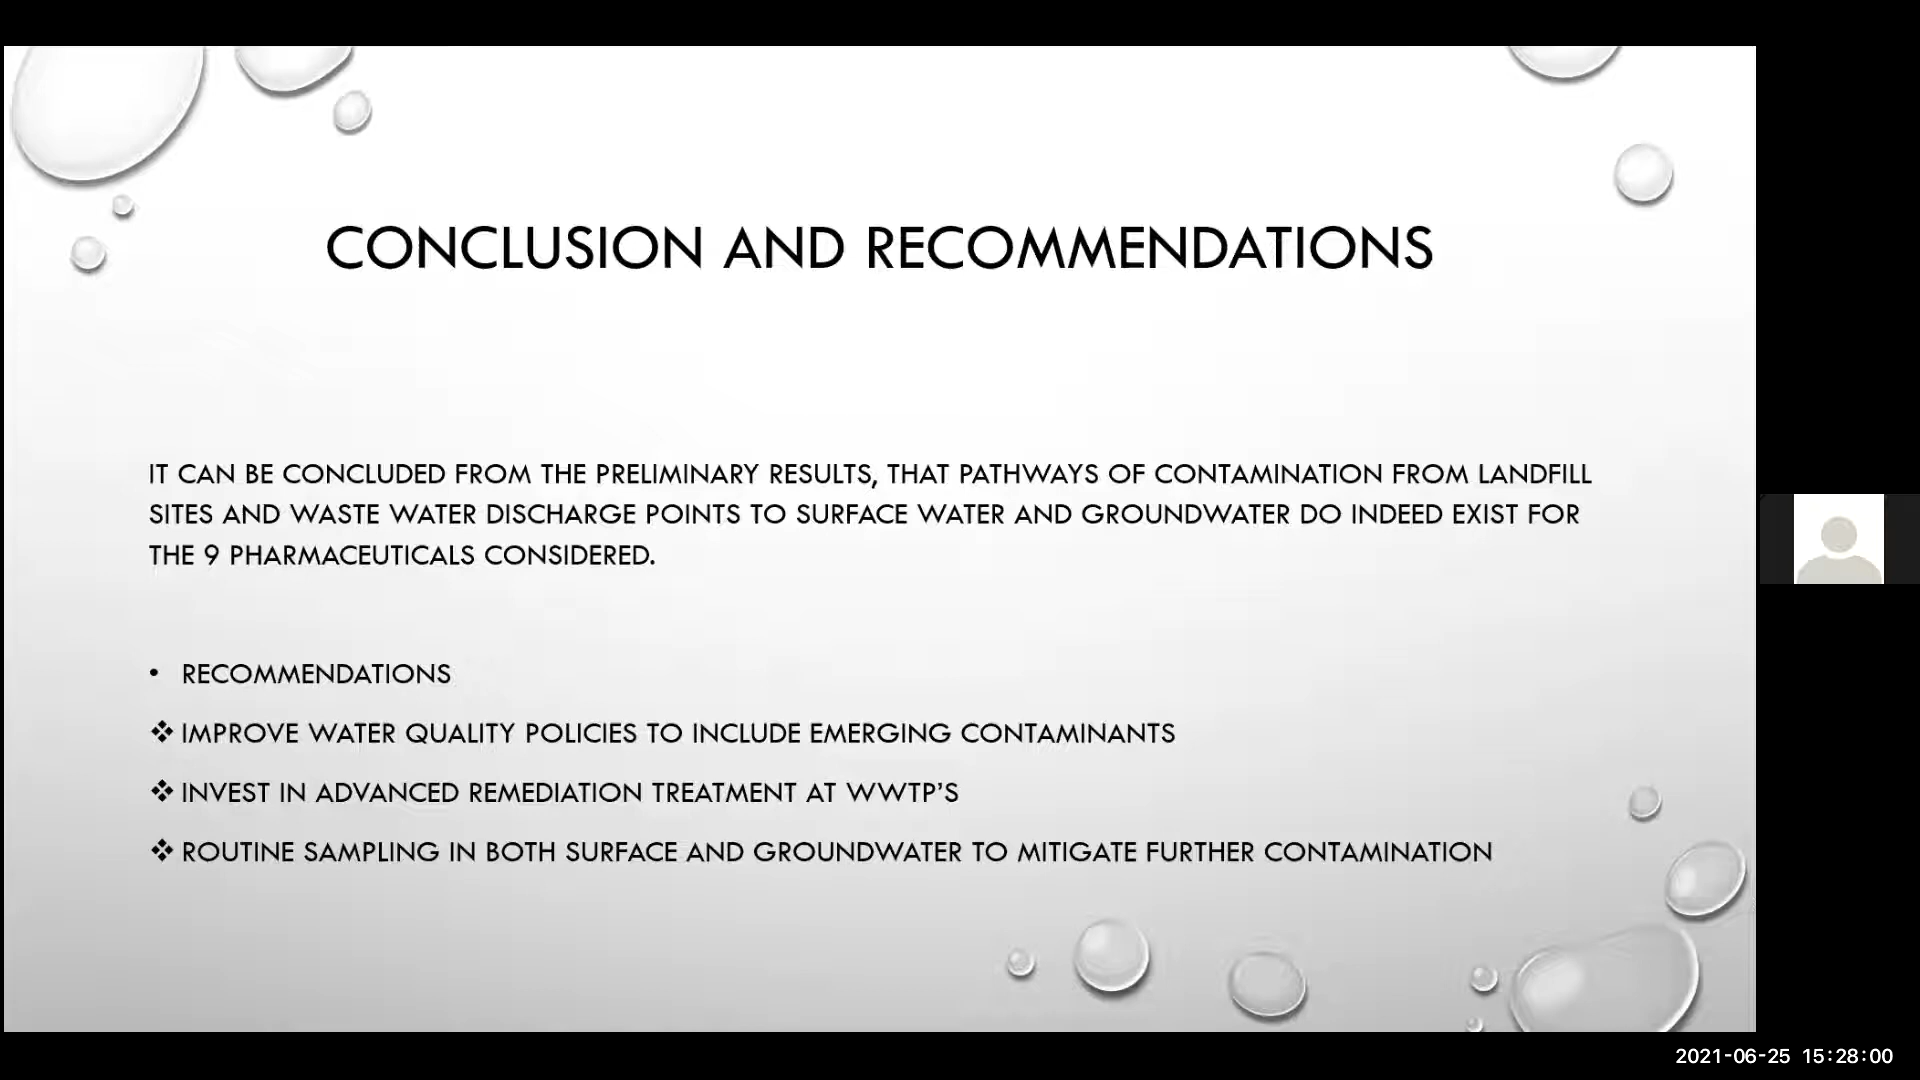 CONCLUSION AND RECOMMENDATIONS
IT CAN BE CONCLUDED FROM THE PRELIMINARY RESULTS, THAT PATHWAYS OF CONTAMINATION FROM LANDFILL
SITES AND WASTE WATER DISCHARGE POINTS TO SURFACE WATER AND GROUNDWATER DO INDEED EXIST FOR
THE 9 PHARMACEUTICALS CONSIDERED.
• RECOMMENDATIONS
❖ IMPROVE WATER QUALITY POLICIES TO INCLUDE EMERGING CONTAMINANTS
❖ INVEST IN ADVANCED REMEDIATION TREATMENT AT WWTP’S
❖ ROUTINE SAMPLING IN BOTH SURFACE AND GROUNDWATER TO MITIGATE FURTHER CONTAMINATION
2021-06-25 15:28:00